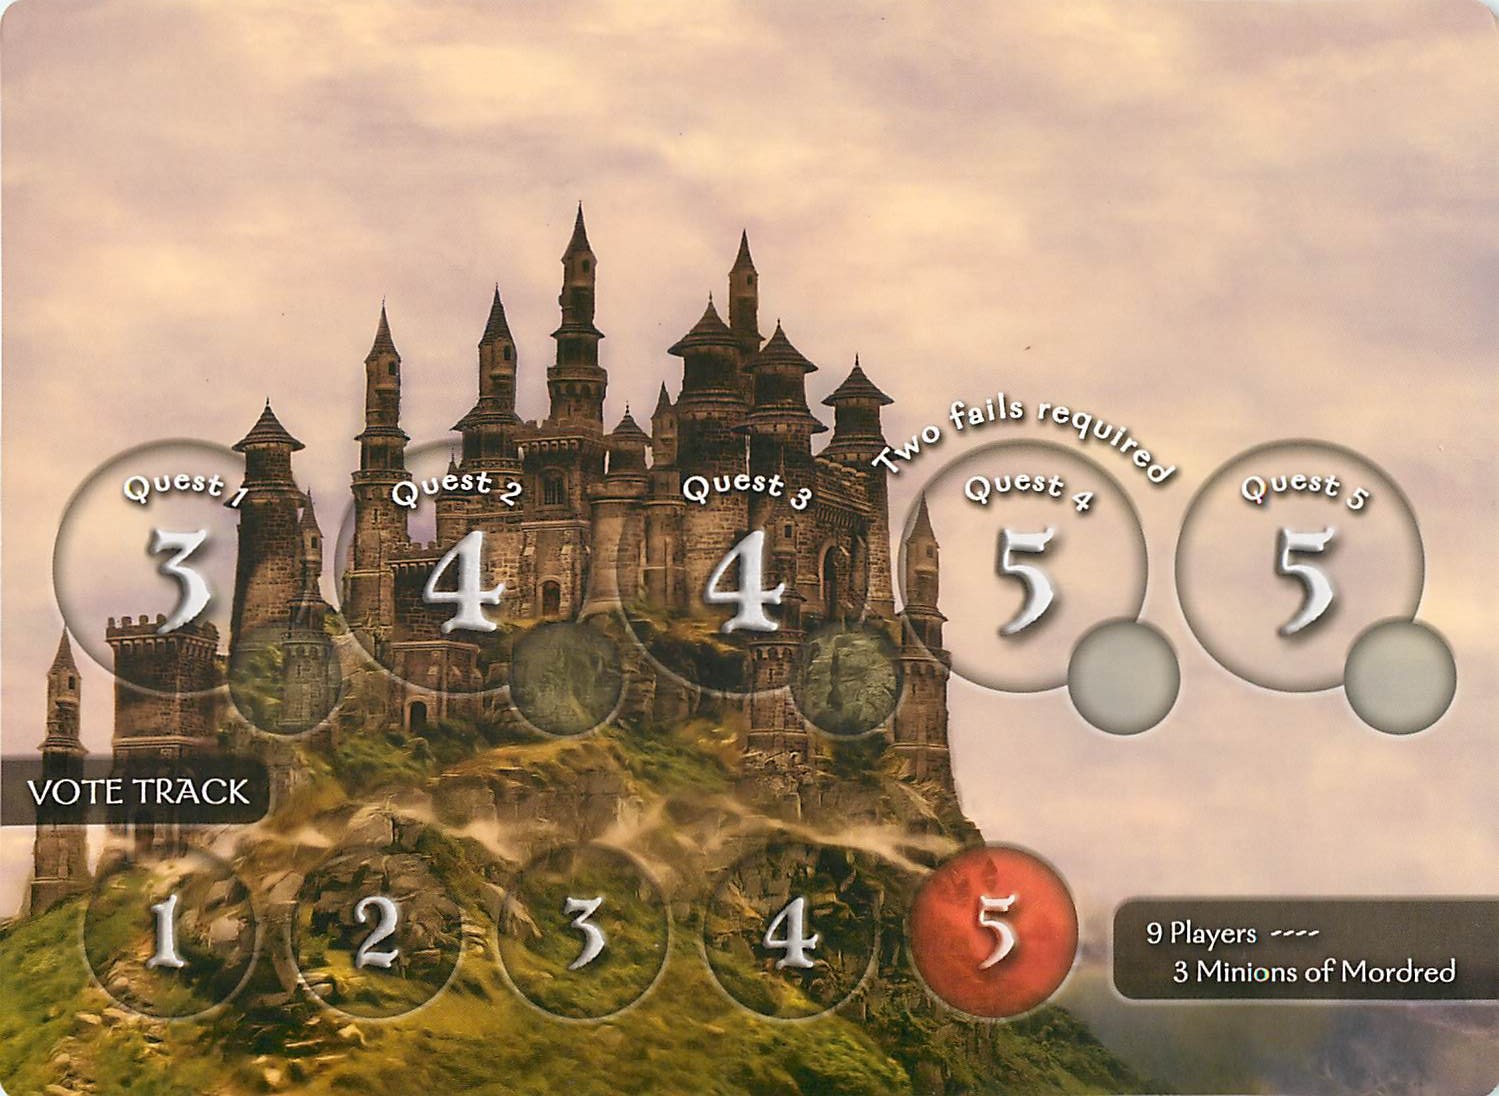 Two fails required
Quest 1
Quest 2
Quest 3
Quest 4
Quest 5
3
4
4
5
5
VOTE TRACK
1
2
3
4
5
9 Players ----
3 Minions of Mordred